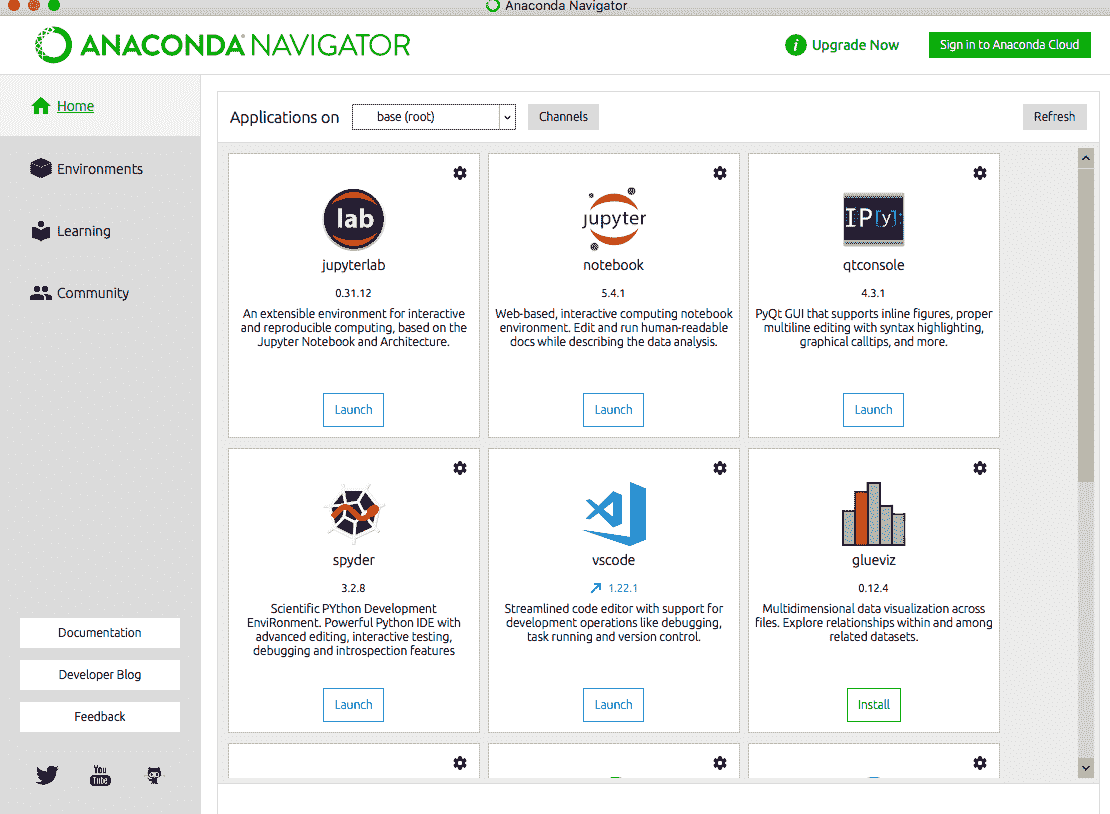 Anaconda Navigator
ANACONDA NAVIGATOR
i Upgrade Now
Sign in to Anaconda Cloud
Home
Environments
Learning
Community
Documentation
Developer Blog
Feedback
You
Tube
Applications on
base (root)
Channels
Refresh
lab
jupyterlab
0.31.12
An extensible environment for interactive
and reproducible computing, based on the
Jupyter Notebook and Architecture.
Launch
jupyter
notebook
5.4.1
Web-based, interactive computing notebook
environment. Edit and run human-readable
docs while describing the data analysis.
Launch
IP[y]:
qtconsole
4.3.1
PyQt GUI that supports inline figures, proper
multiline editing with syntax highlighting,
graphical calltips, and more.
Launch
spyder
3.2.8
Scientific PYthon Development
EnviRonment. Powerful Python IDE with
advanced editing, interactive testing,
debugging and introspection features
Launch
vscode
1.22.1
Streamlined code editor with support for
development operations like debugging,
task running and version control.
Launch
glueviz
0.12.4
Multidimensional data visualization across
files. Explore relationships within and among
related datasets.
Install